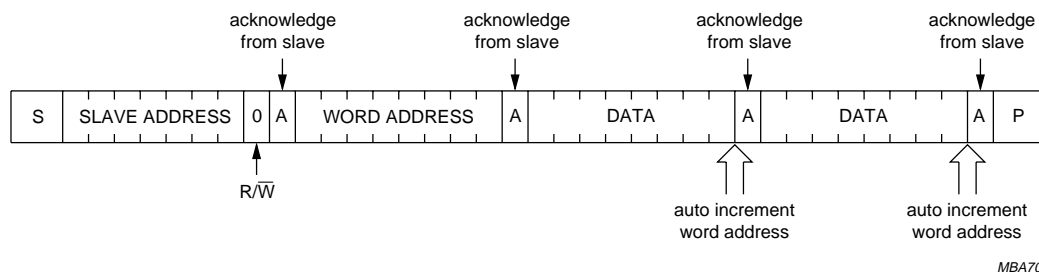 acknowledge
from slave
acknowledge
from slave
acknowledge
from slave
acknowledge
from slave
S SLAVE ADDRESS 0 A WORD ADDRESS A DATA A DATA A P
R/W̅
auto increment
word address
auto increment
word address